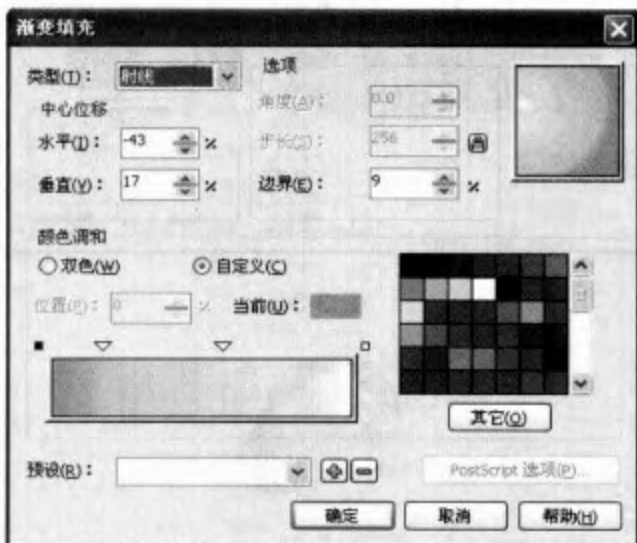 渐变填充
类型(T): 射线
选项
中心位移
角度(A): 0.0
水平(I): -43 %
步长(S): 256
垂直(V): 17 %
边界(E): 9 %
颜色调和
双色(W) 自定义(C)
位置(P): 0 % 当前(U):
其它(O)
预设(R):
PostScript 选项(P)...
确定 取消 帮助(H)